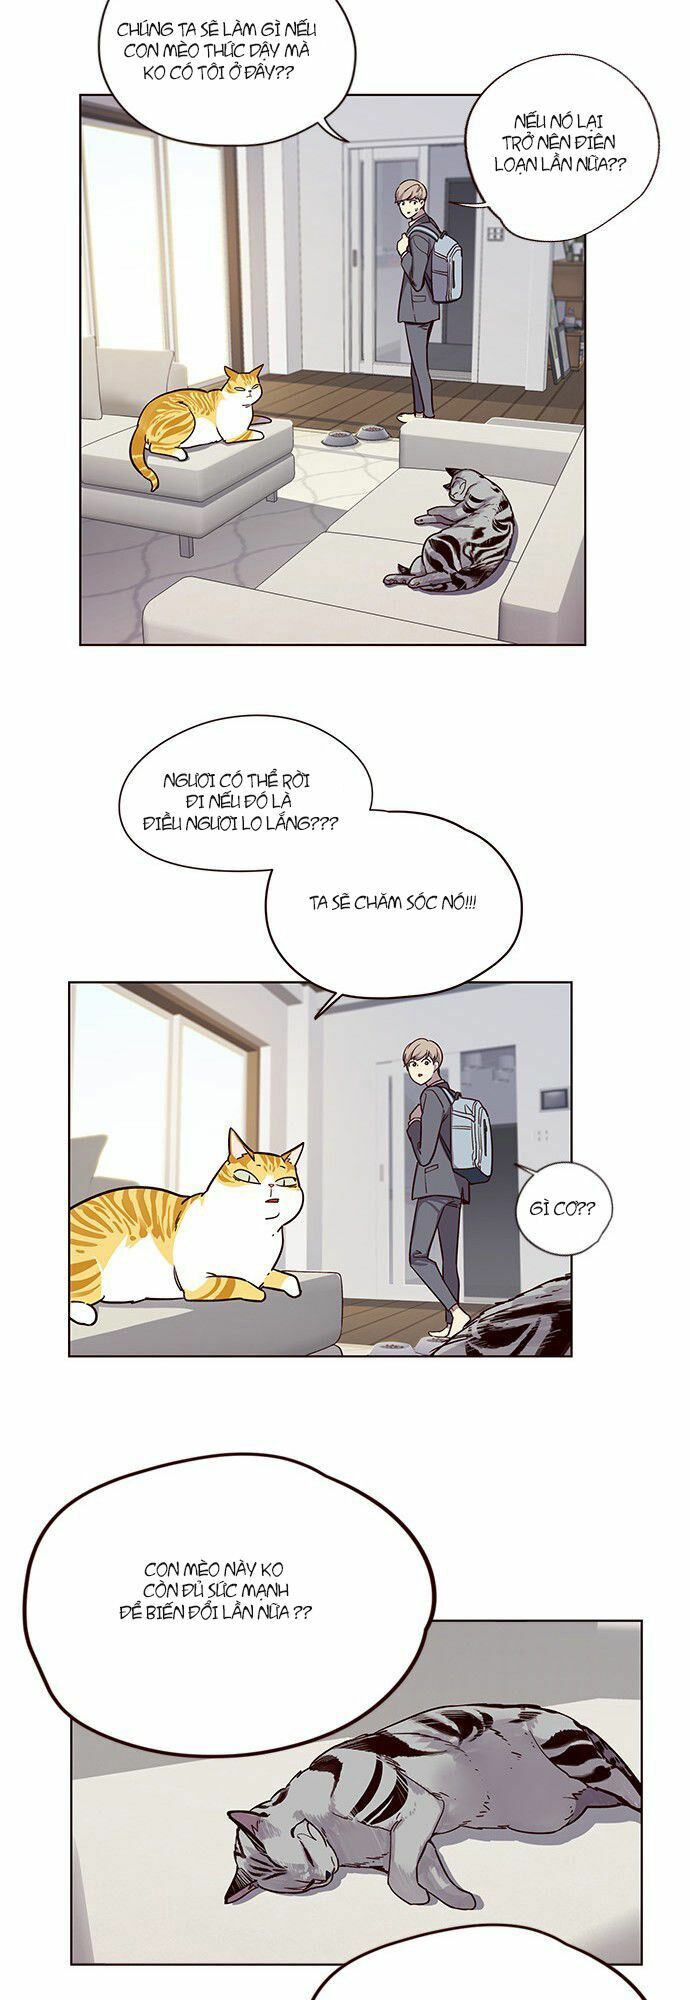 CHÚNG TA SẼ LÀM GÌ NẾU
CON MÈO THỨC DẬY MÀ
KO CÓ TÔI Ở ĐÂY??
NẾU NÓ LẠI
TRỞ NÊN ĐIÊN
LOẠN LẦN NỮA??
NGƯƠI CÓ THỂ RỜI
ĐI NẾU ĐÓ LÀ
ĐIỀU NGƯƠI LO LẮNG???
TA SẼ CHĂM SÓC NÓ!!!
GÌ CƠ??
CON MÈO NÀY KO
CÒN ĐỦ SỨC MẠNH
ĐỂ BIẾN ĐỔI LẦN NỮA ??